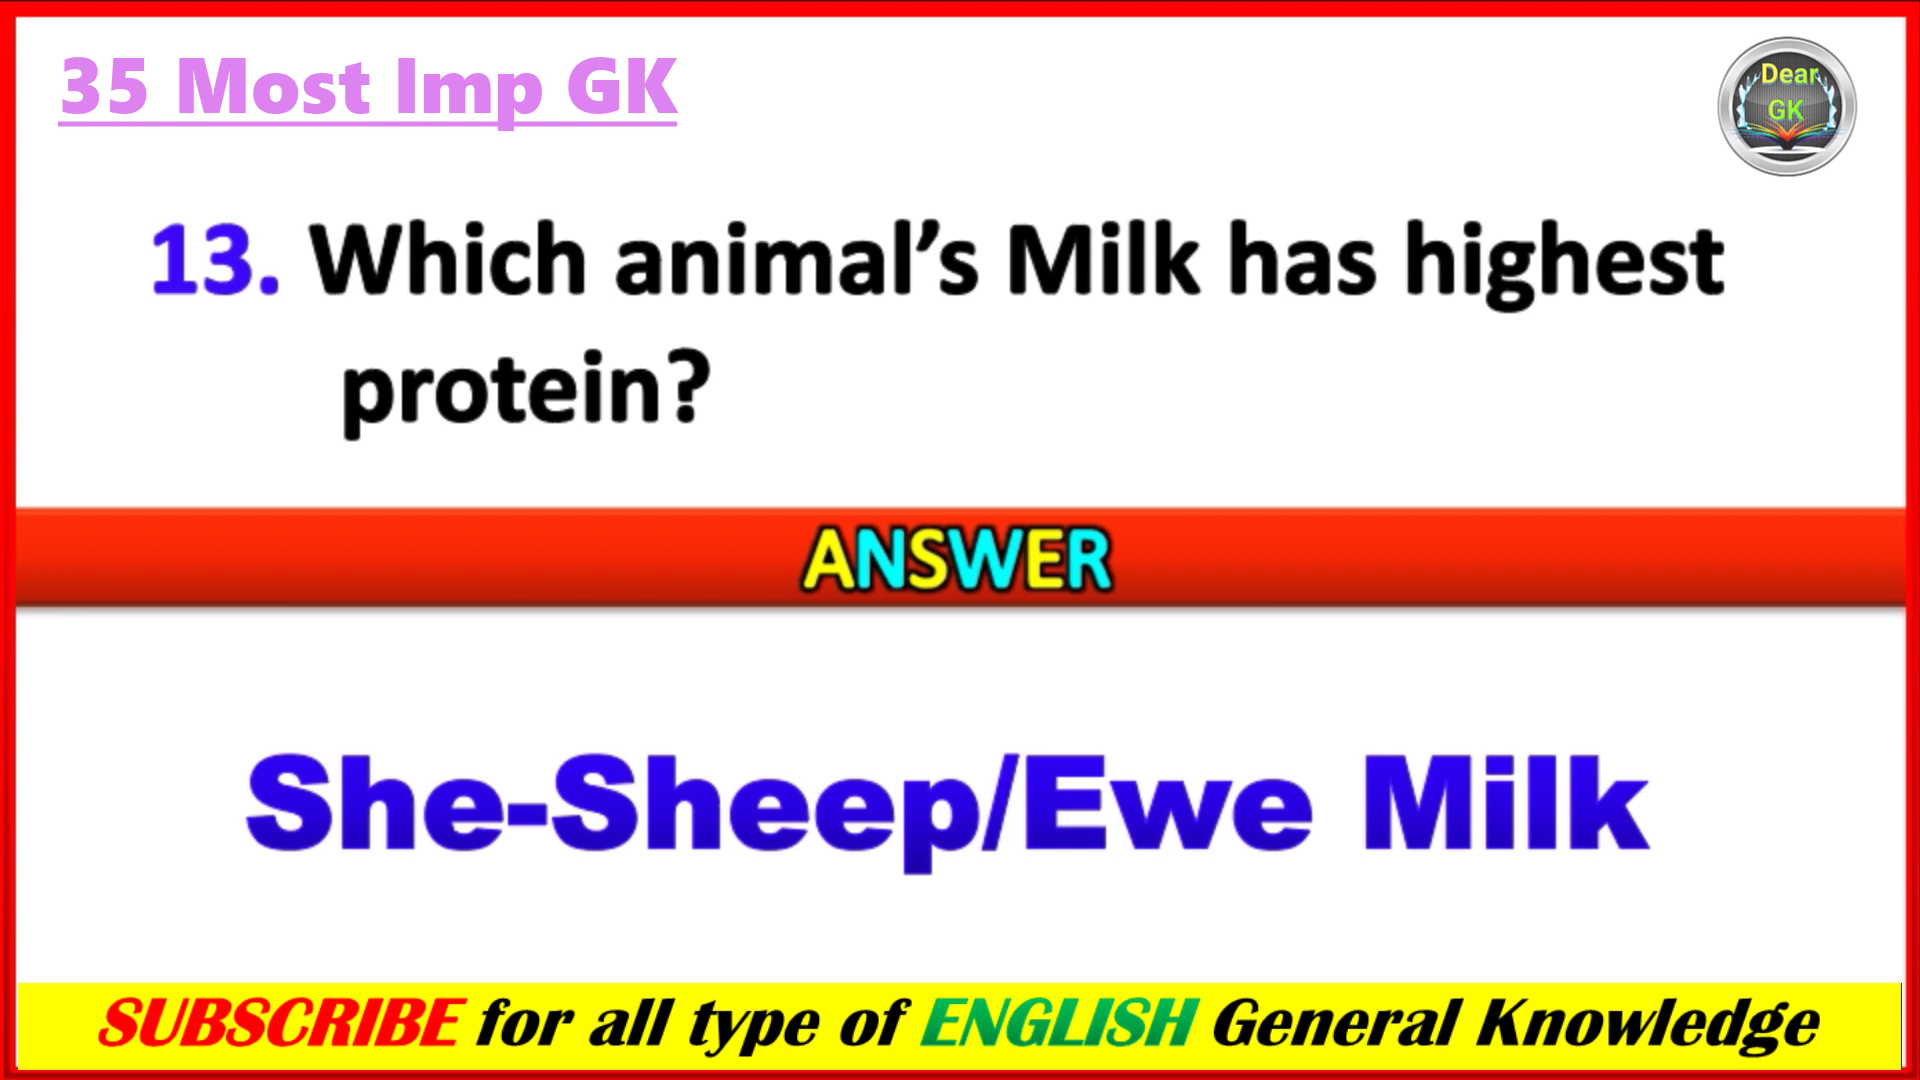 35 Most Imp GK
Dear
GK
13. Which animal’s Milk has highest
protein?
ANSWER
She-Sheep/Ewe Milk
SUBSCRIBE for all type of ENGLISH General Knowledge